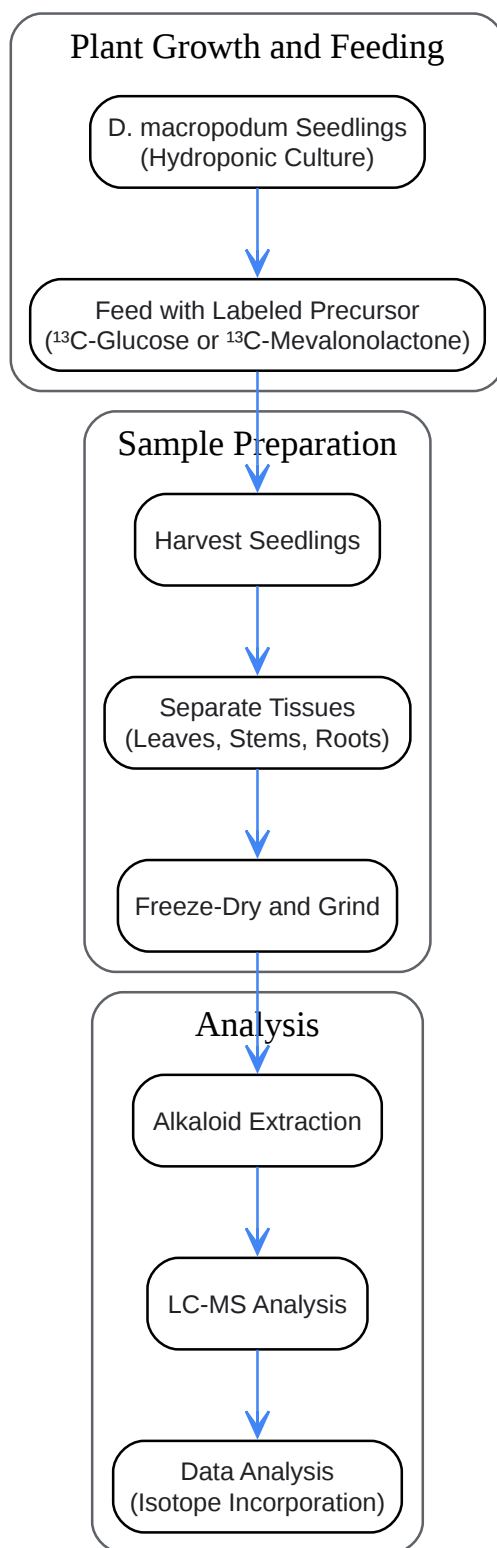 Plant Growth and Feeding
D. macropodum Seedlings
(Hydroponic Culture)
Feed with Labeled Precursor
(¹³C-Glucose or ¹³C-Mevalonolactone)
Sample Preparation
Harvest Seedlings
Separate Tissues
(Leaves, Stems, Roots)
Freeze-Dry and Grind
Analysis
Alkaloid Extraction
LC-MS Analysis
Data Analysis
(Isotope Incorporation)